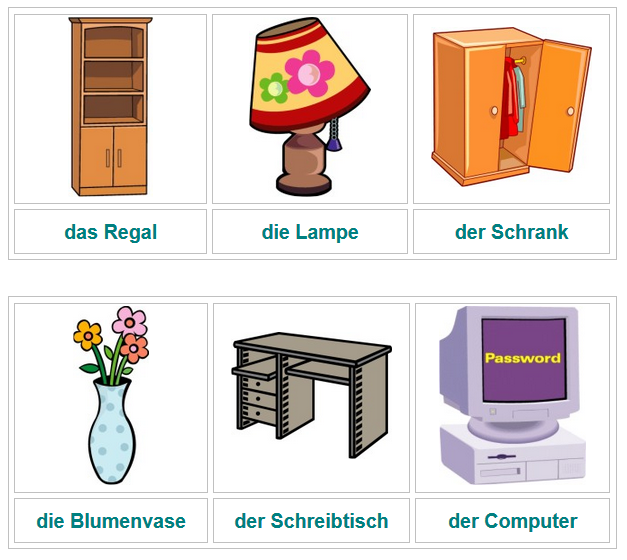 das Regal
die Lampe
der Schrank
Password
die Blumenvase
der Schreibtisch
der Computer